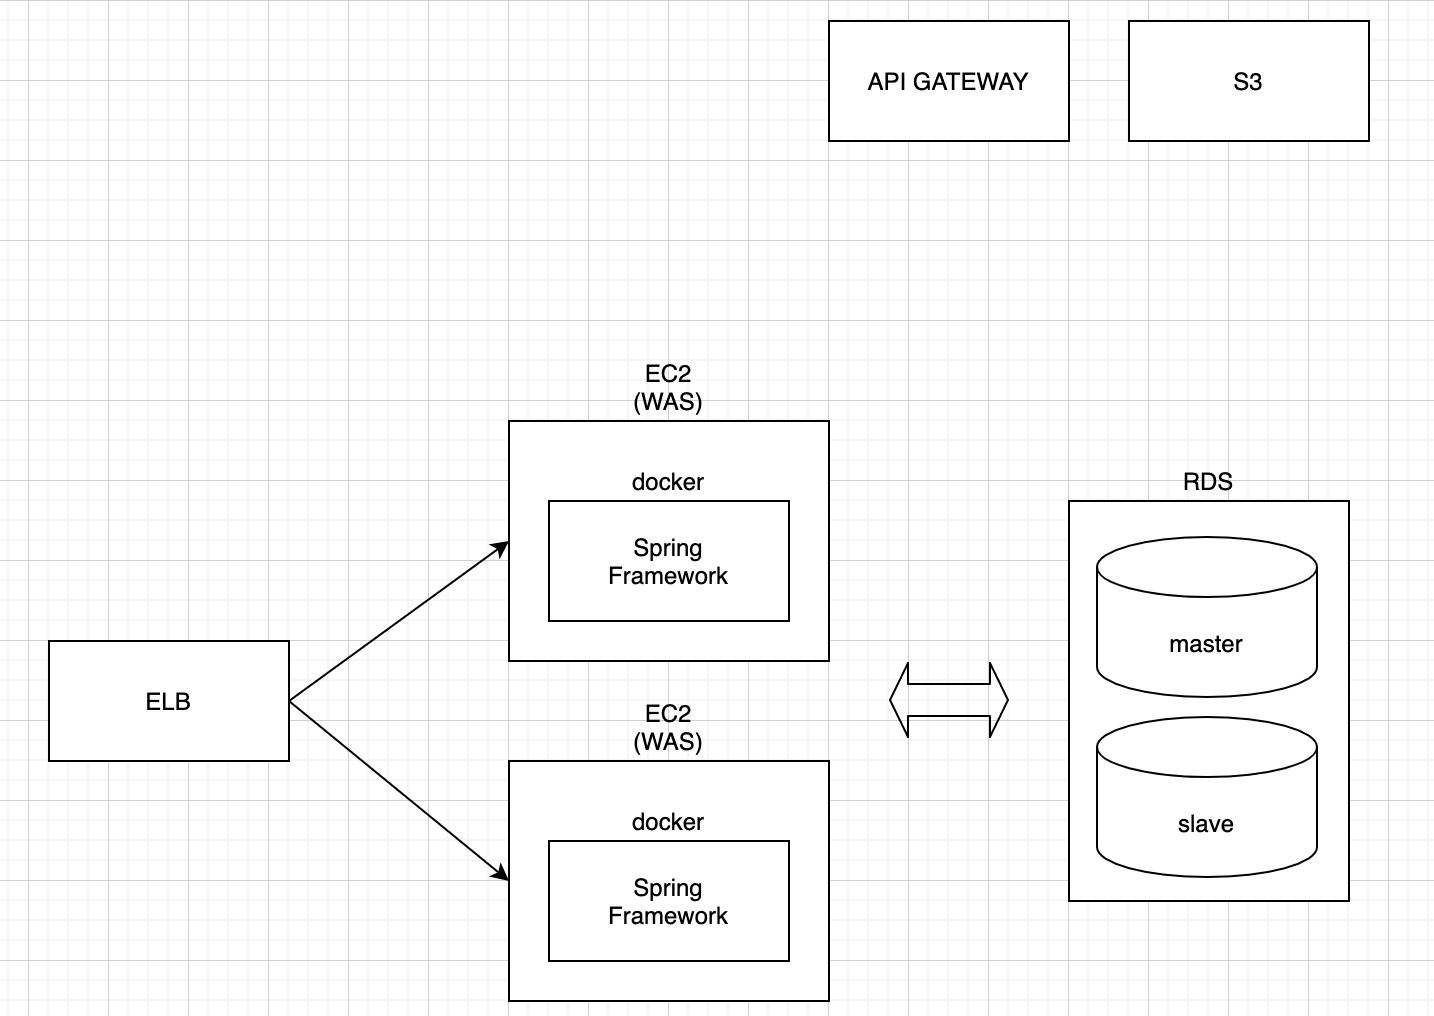 API GATEWAY
S3
EC2
(WAS)
docker
Spring
Framework
ELB
EC2
(WAS)
docker
Spring
Framework
RDS
master
slave